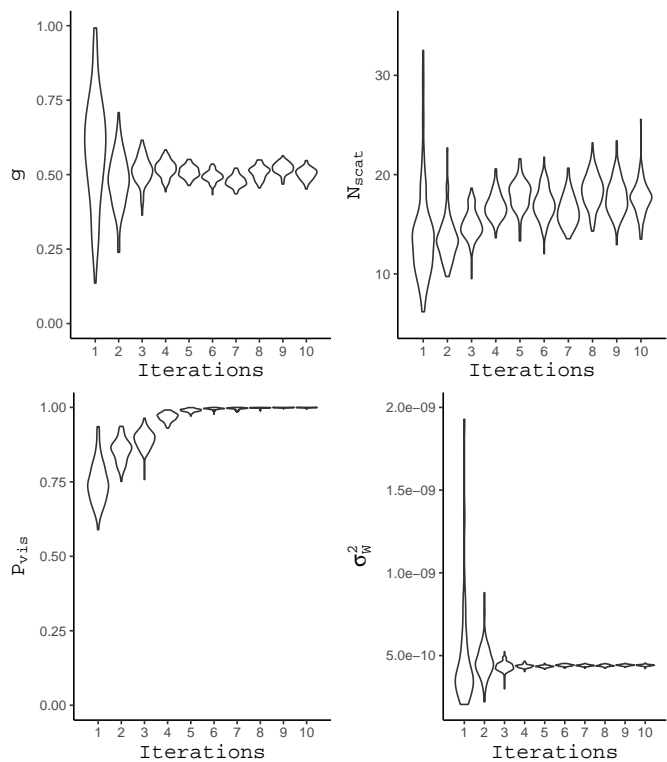 1.00
0.75
0.50
0.25
0.00
g
1 2 3 4 5 6 7 8 9 10
Iterations
30
20
10
Nscat
1 2 3 4 5 6 7 8 9 10
Iterations
1.00
0.75
0.50
0.25
0.00
Pvis
1 2 3 4 5 6 7 8 9 10
Iterations
2.0e−09
1.5e−09
1.0e−09
5.0e−10
σ²W
1 2 3 4 5 6 7 8 9 10
Iterations